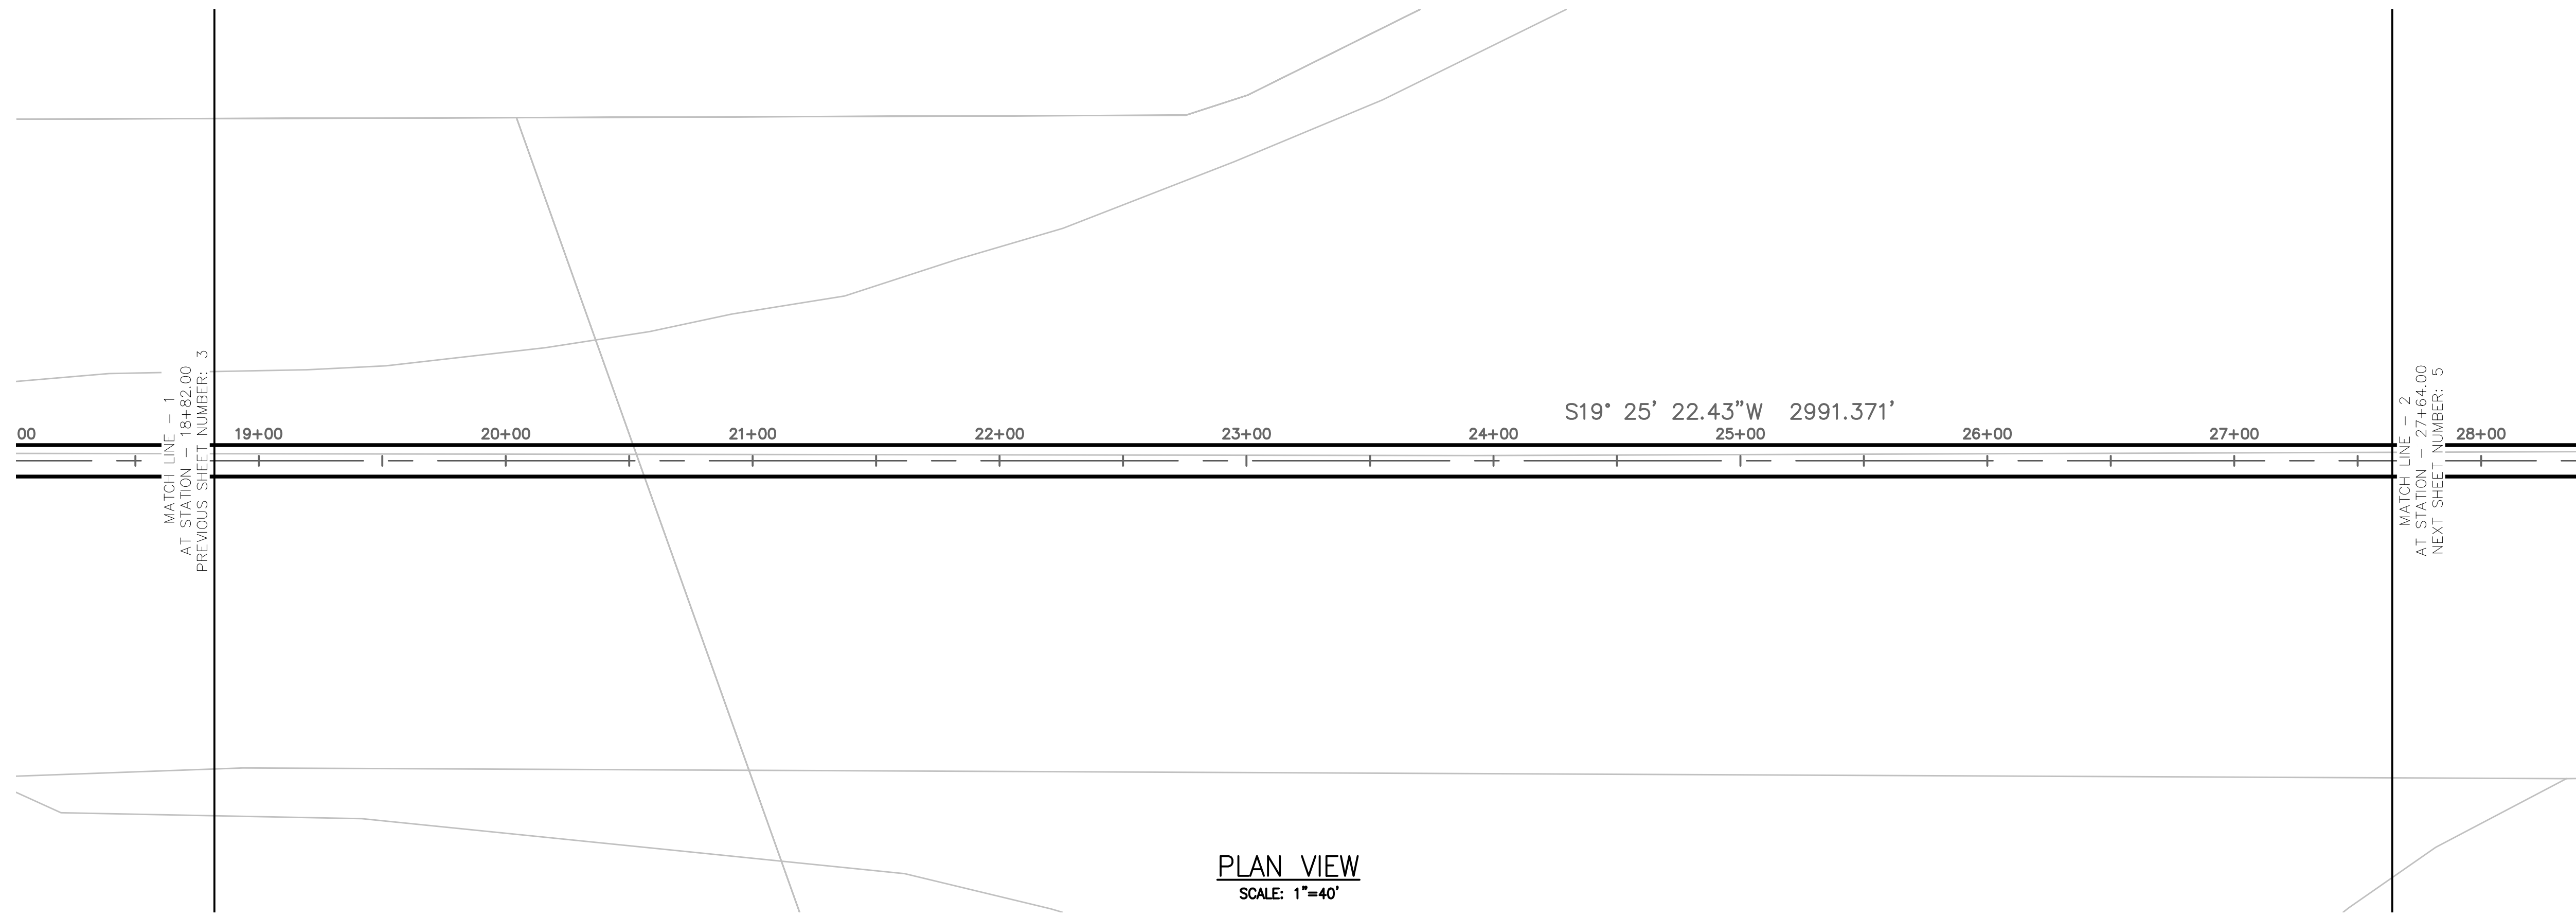 MATCH LINE - 1
AT STATION - 18+82.00
PREVIOUS SHEET NUMBER: 3
S19° 25' 22.43"W 2991.371'
00 19+00 20+00 21+00 22+00 23+00 24+00 25+00 26+00 27+00 28+00
MATCH LINE - 2
AT STATION - 27+64.00
NEXT SHEET NUMBER: 5
PLAN VIEW
SCALE: 1"=40'